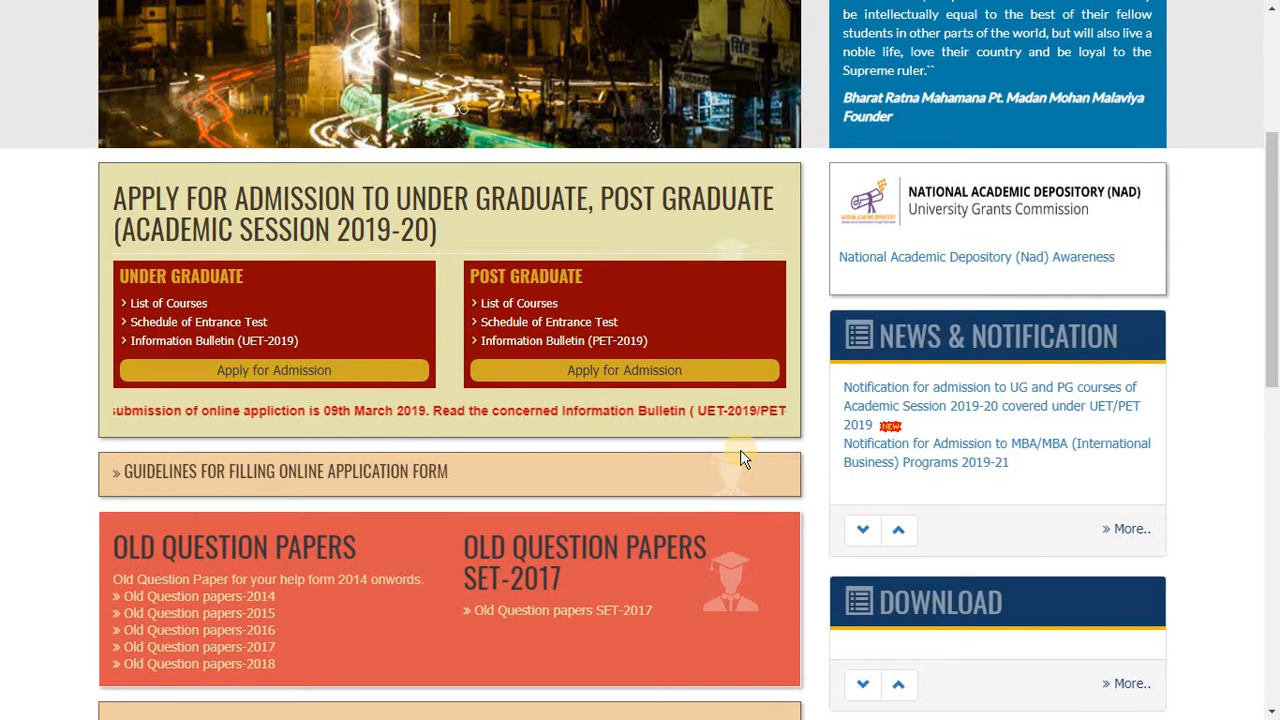 be intellectually equal to the best of their fellow
students in other parts of the world, but will also live a
noble life, love their country and be loyal to the
Supreme ruler.``
Bharat Ratna Mahamana Pt. Madan Mohan Malaviya
Founder
APPLY FOR ADMISSION TO UNDER GRADUATE, POST GRADUATE
(ACADEMIC SESSION 2019-20)
UNDER GRADUATE
List of Courses
Schedule of Entrance Test
Information Bulletin (UET-2019)
Apply for Admission
POST GRADUATE
List of Courses
Schedule of Entrance Test
Information Bulletin (PET-2019)
Apply for Admission
submission of online appliction is 09th March 2019. Read the concerned Information Bulletin ( UET-2019/PET-
» GUIDELINES FOR FILLING ONLINE APPLICATION FORM
OLD QUESTION PAPERS
Old Question Paper for your help form 2014 onwords.
» Old Question papers-2014
» Old Question papers-2015
» Old Question papers-2016
» Old Question papers-2017
» Old Question papers-2018
OLD QUESTION PAPERS
SET-2017
» Old Question papers SET-2017
NATIONAL ACADEMIC DEPOSITORY (NAD)
University Grants Commission
National Academic Depository (Nad) Awareness
NEWS & NOTIFICATION
Notification for admission to UG and PG courses of
Academic Session 2019-20 covered under UET/PET
2019 NEW
Notification for Admission to MBA/MBA (International
Business) Programs 2019-21
» More..
DOWNLOAD
» More..